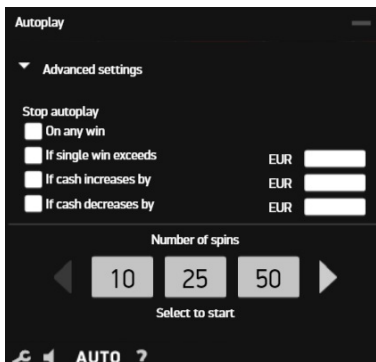 Autoplay
Advanced settings
Stop autoplay
On any win
If single win exceeds EUR
If cash increases by EUR
If cash decreases by EUR
Number of spins
10 25 50
Select to start
AUTO ?